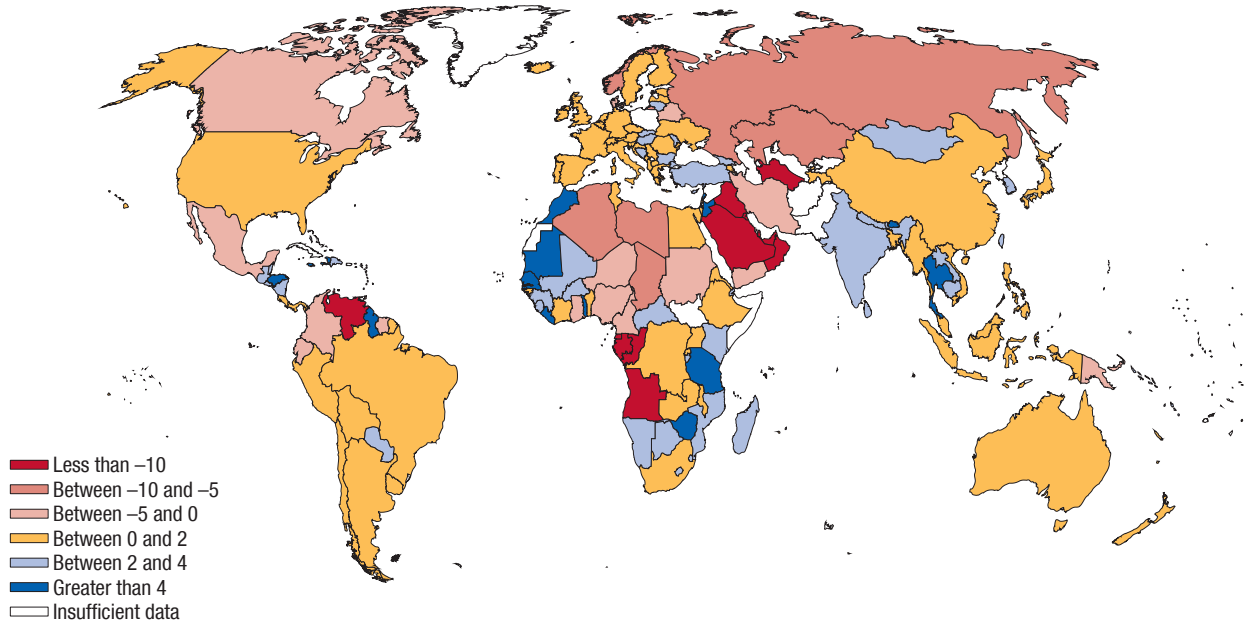 Less than –10
Between –10 and –5
Between –5 and 0
Between 0 and 2
Between 2 and 4
Greater than 4
Insufficient data